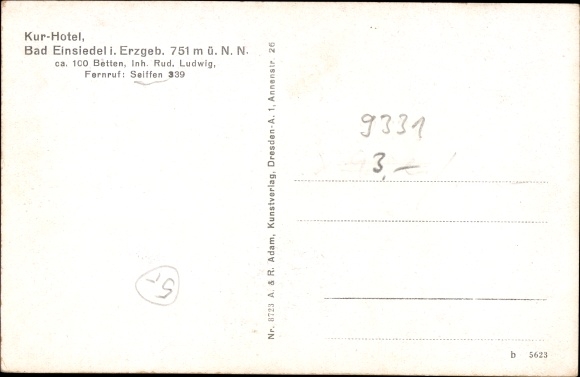 Kur-Hotel,
Bad Einsiedel i. Erzgeb. 751 m ü. N. N.
ca. 100 Betten, Inh. Rud. Ludwig,
Fernruf: Seiffen 339
Nr. 8723 A. & R. Adam, Kunstverlag, Dresden-A. 1, Annenstr. 26
9331
3,–
5,-
b 5623